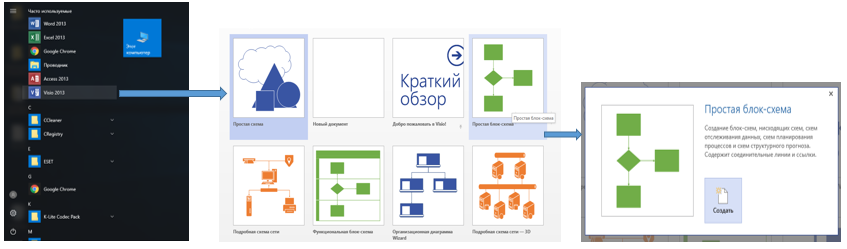 Часто используемые
Word 2013
Excel 2013
Google Chrome
Проводник
Access 2013
Visio 2013
C
CCleaner
CRegistry
E
ESET
G
Google Chrome
K
K-Lite Codec Pack
M
Этот
компьютер
Простая схема
Новый документ
Краткий
обзор
Добро пожаловать в Visio!
Простая блок-схема
Простая блок-схема
Подробная схема сети
Функциональная блок-схема
Организационная диаграмма
Wizard
Подробная схема сети — 3D
Простая блок-схема
Создание блок-схем, нисходящих схем, схем
отслеживания данных, схем планирования
процессов и схем структурного прогноза.
Содержит соединительные линии и ссылки.
Создать